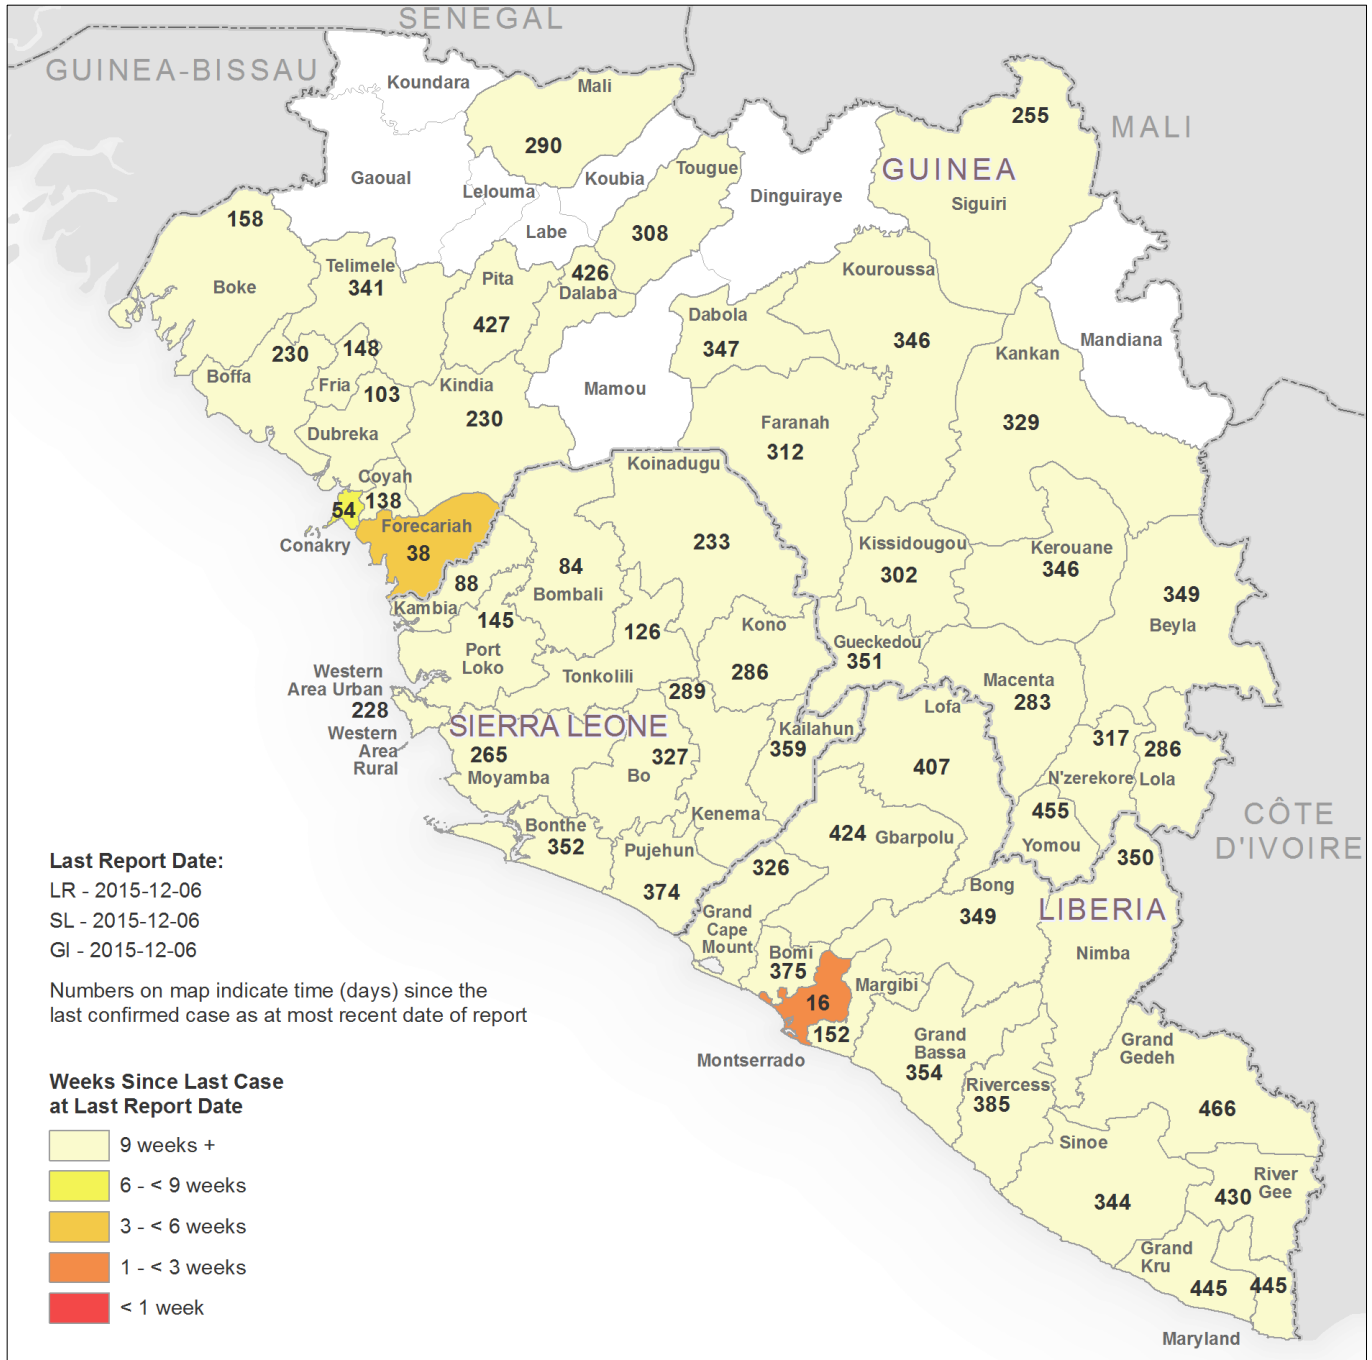 SENEGAL
GUINEA-BISSAU
MALI
CÔTE
D'IVOIRE
GUINEA
SIERRA LEONE
LIBERIA
Koundara
Mali
290
255
Siguiri
Gaoual
Lelouma
Koubia
Tougue
308
Dinguiraye
Labe
158
Boke
Telimele
341
Pita
427
426
Dalaba
Kouroussa
346
Dabola
347
Kankan
329
Mandiana
230
Boffa
148
Fria
103
Dubreka
Kindia
230
Mamou
Faranah
312
Coyah
138
54
Conakry
Forecariah
38
Kissidougou
302
Kerouane
346
349
Beyla
Gueckedou
351
Macenta
283
317
N'zerekore
286
Lola
455
Yomou
Koinadugu
233
88
Kambia
84
Bombali
145
Port
Loko
126
Tonkolili
Kono
286
Western
Area Urban
228
Western
Area
Rural
289
Kenema
Kailahun
359
265
Moyamba
327
Bo
Bonthe
352
Pujehun
374
Lofa
407
424
Gbarpolu
326
Grand
Cape
Mount
Bong
349
350
Nimba
Bomi
375
16
Montserrado
Margibi
152
Grand
Bassa
354
Rivercess
385
Grand
Gedeh
466
Sinoe
344
River
Gee
430
Grand
Kru
445
445
Maryland
Last Report Date:
LR - 2015-12-06
SL - 2015-12-06
GI - 2015-12-06
Numbers on map indicate time (days) since the
last confirmed case as at most recent date of report
Weeks Since Last Case
at Last Report Date
9 weeks +
6 - < 9 weeks
3 - < 6 weeks
1 - < 3 weeks
< 1 week